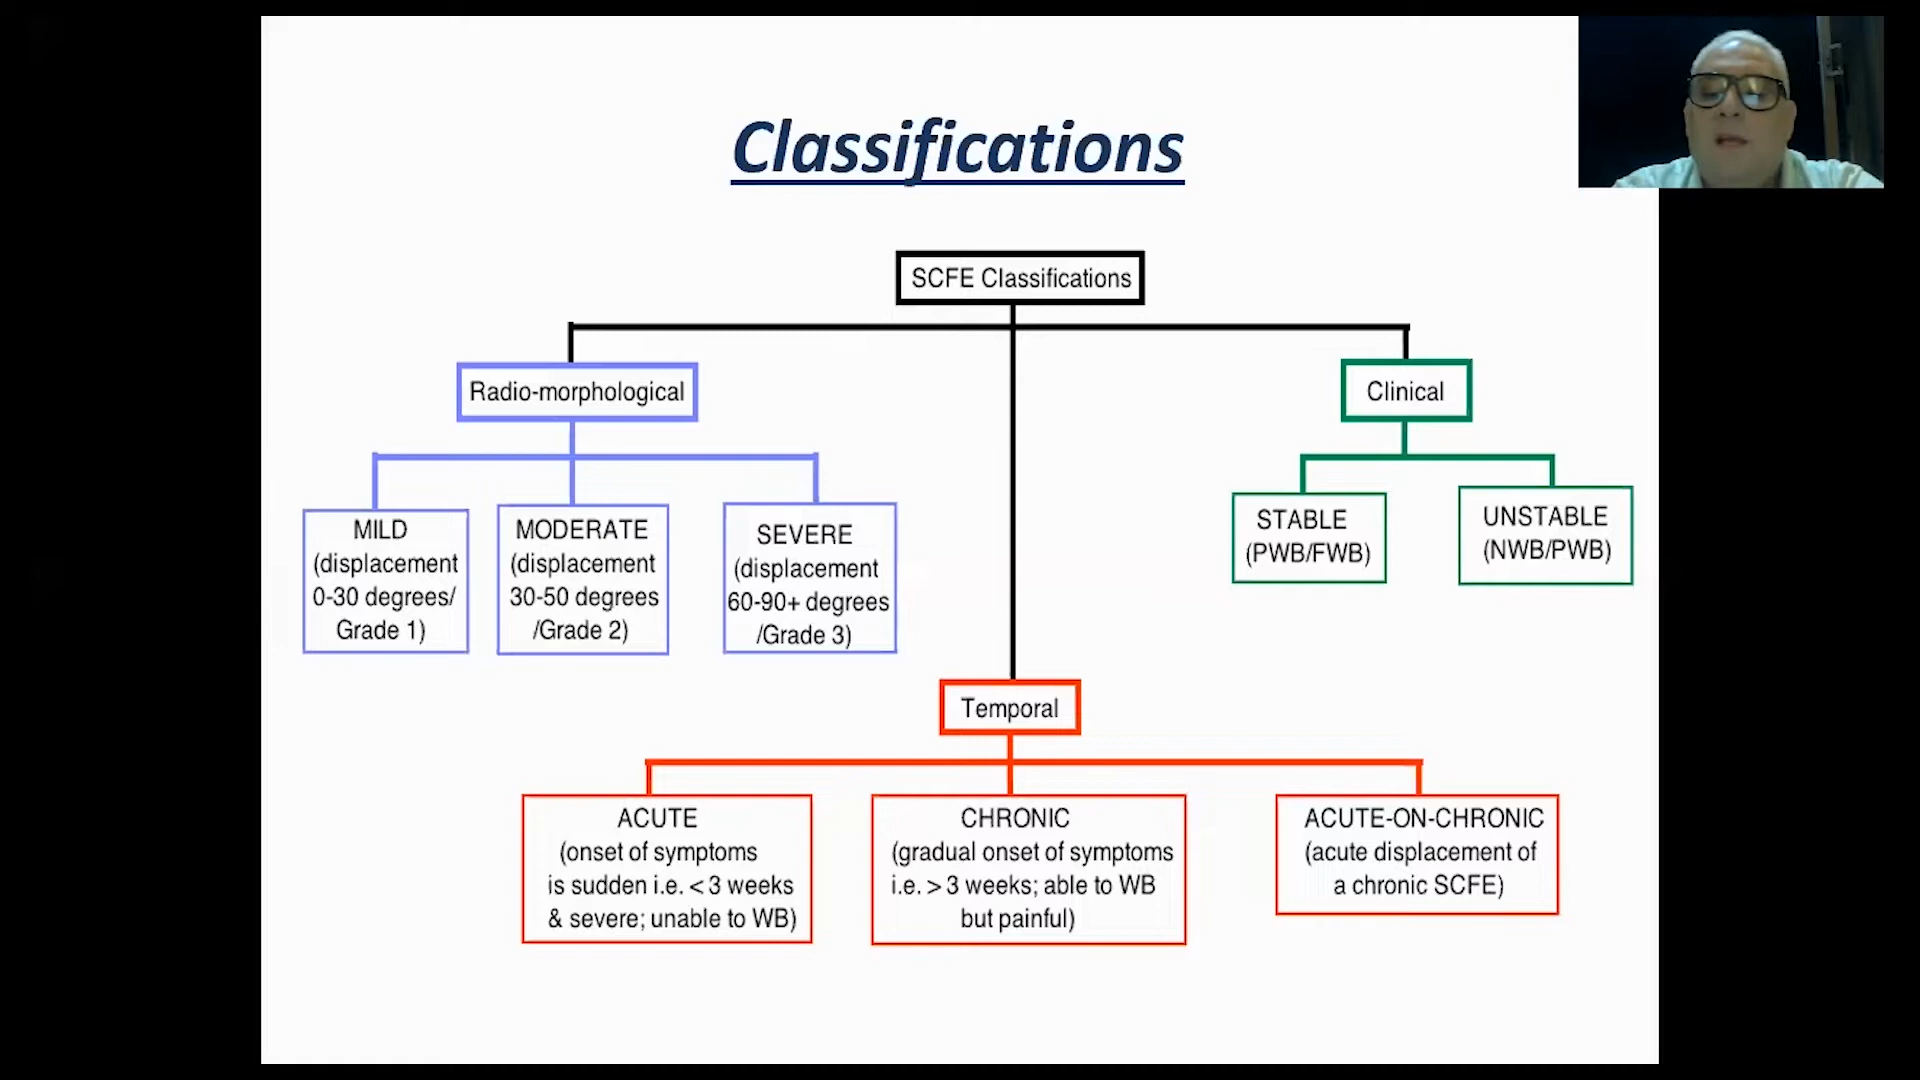 Classifications
SCFE Classifications
Radio-morphological
Clinical
MILD
(displacement
0-30 degrees/
Grade 1)
MODERATE
(displacement
30-50 degrees
/Grade 2)
SEVERE
(displacement
60-90+ degrees
/Grade 3)
STABLE
(PWB/FWB)
UNSTABLE
(NWB/PWB)
Temporal
ACUTE
(onset of symptoms
is sudden i.e. < 3 weeks
& severe; unable to WB)
CHRONIC
(gradual onset of symptoms
i.e. > 3 weeks; able to WB
but painful)
ACUTE-ON-CHRONIC
(acute displacement of
a chronic SCFE)